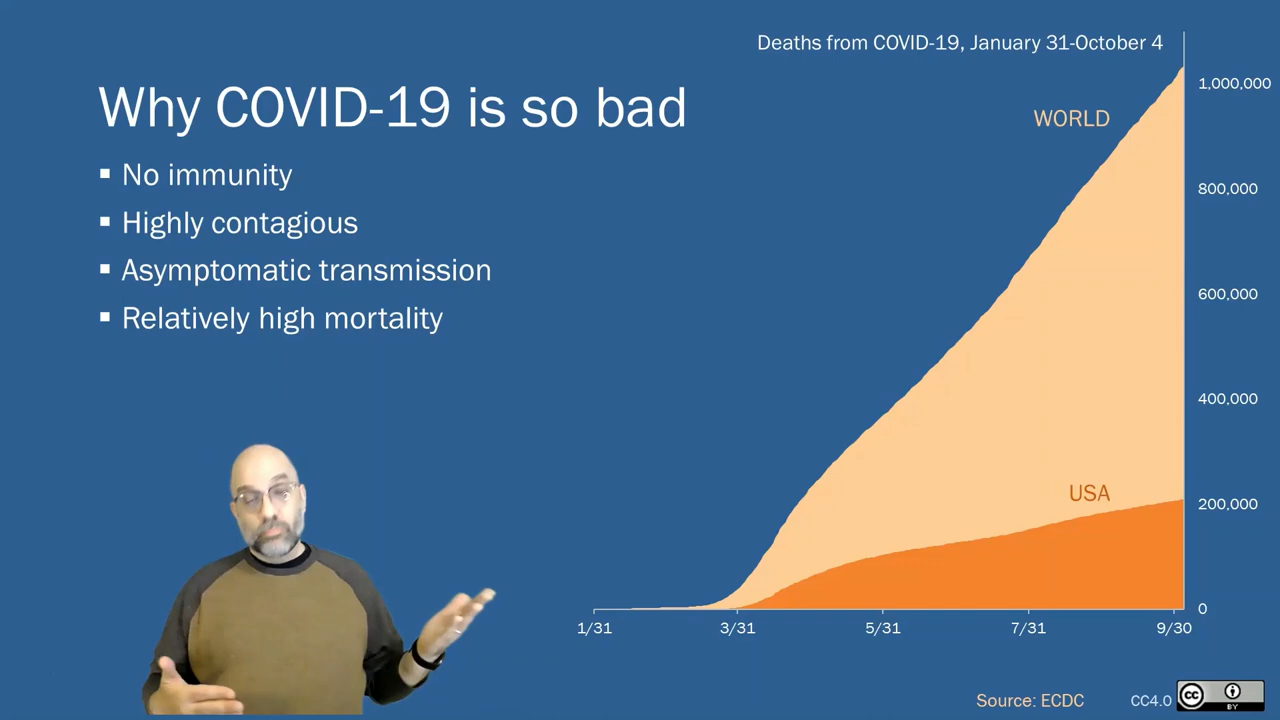 Deaths from COVID-19, January 31-October 4
Why COVID-19 is so bad
▪ No immunity
▪ Highly contagious
▪ Asymptomatic transmission
▪ Relatively high mortality
WORLD
USA
1,000,000
800,000
600,000
400,000
200,000
0
1/31 3/31 5/31 7/31 9/30
Source: ECDC
CC4.0
cc
BY